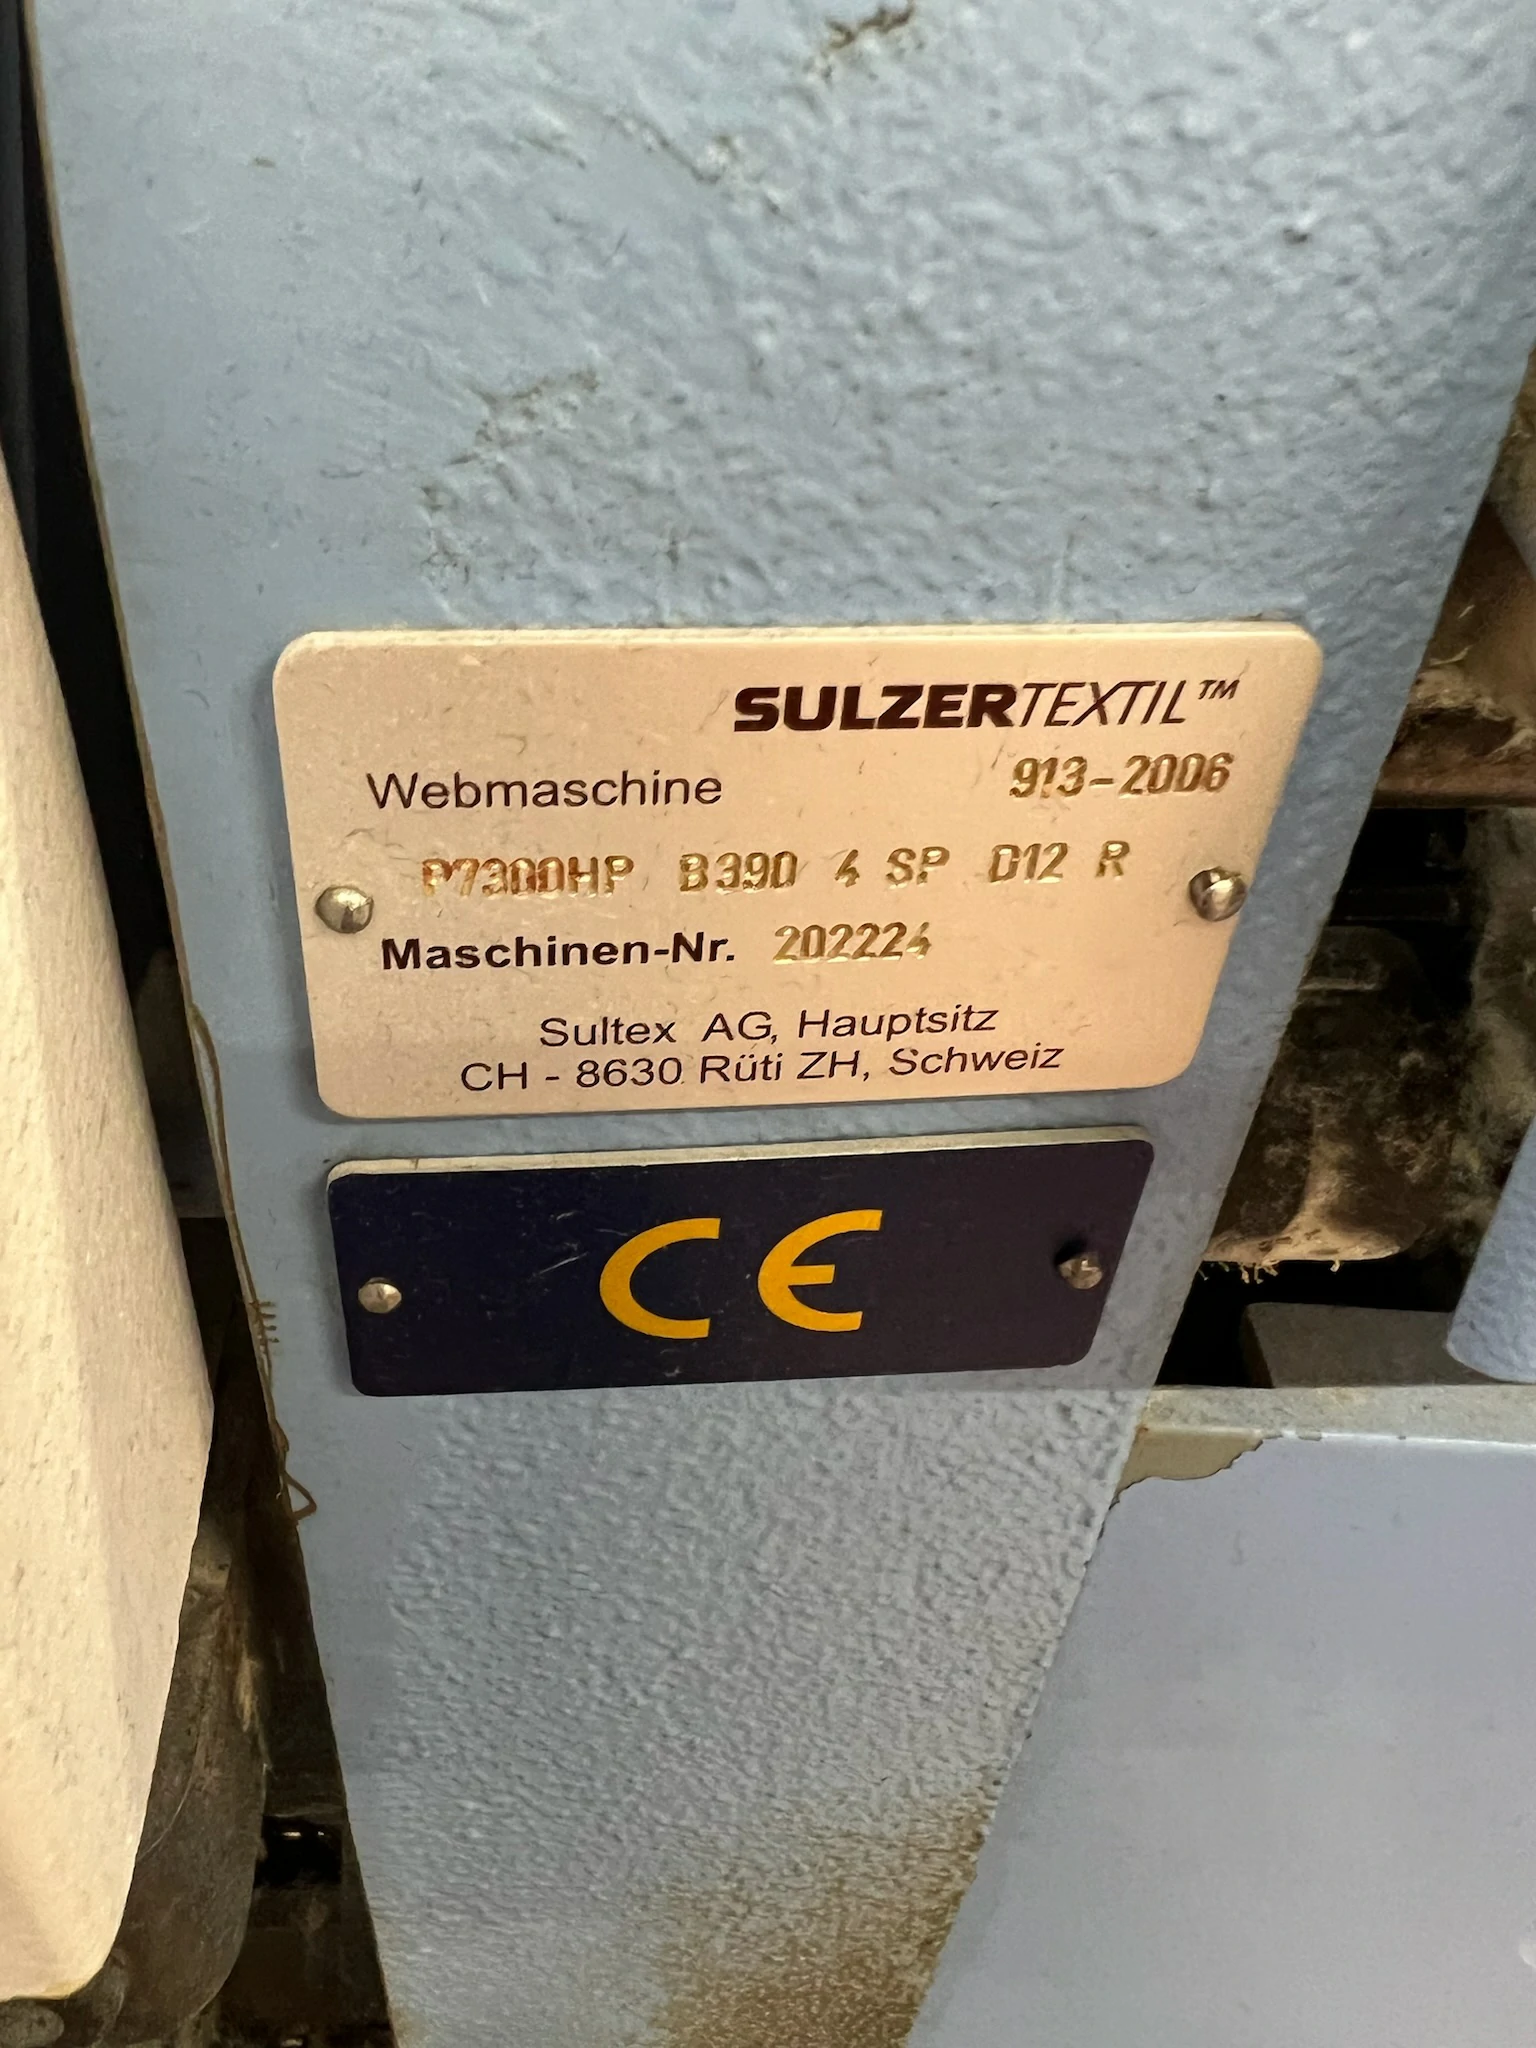 SULZERTEXTIL™
Webmaschine 913-2006
P7300HP B390 4 SP D12 R
Maschinen-Nr. 202224
Sultex AG, Hauptsitz
CH - 8630 Rüti ZH, Schweiz
CE